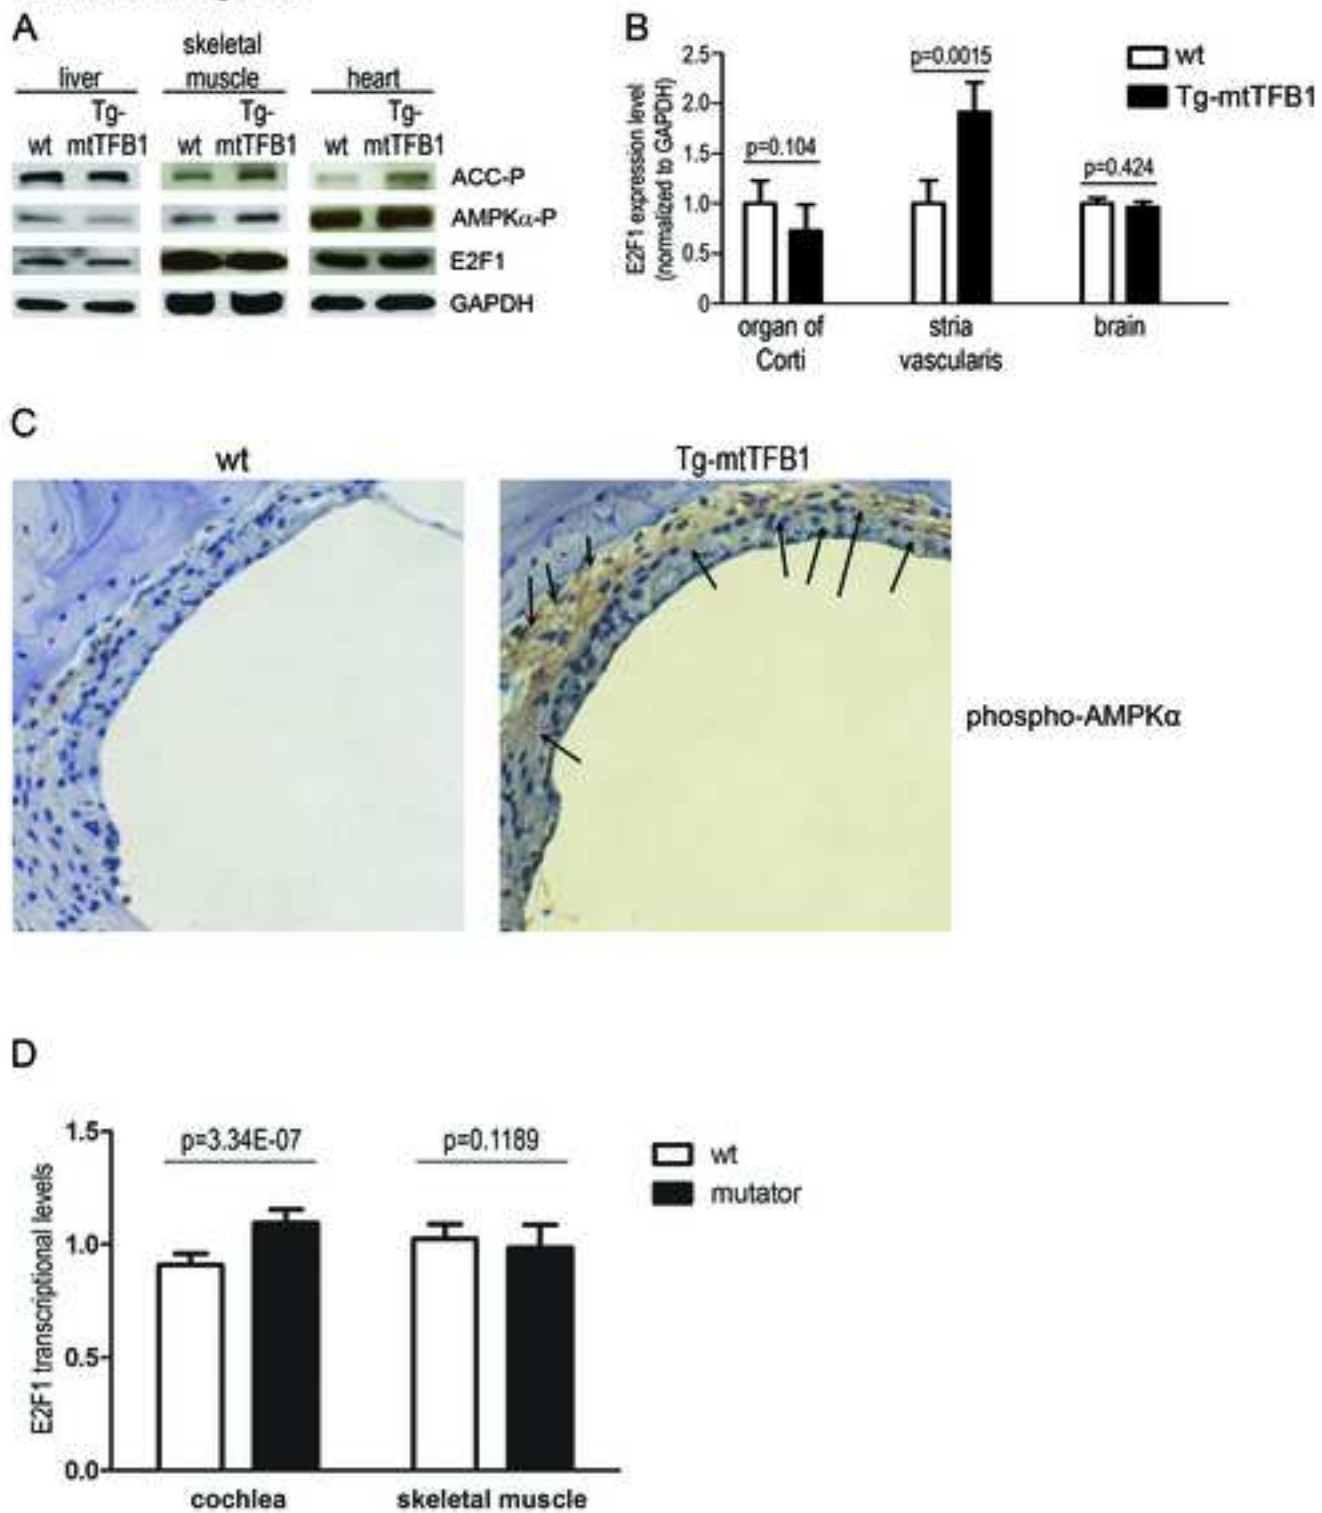 A
liver
skeletal
muscle
heart
wt
Tg-
mtTFB1
wt
Tg-
mtTFB1
wt
Tg-
mtTFB1
ACC-P
AMPKα-P
E2F1
GAPDH
B
E2F1 expression level
(normalized to GAPDH)
2.5
2.0
1.5
1.0
0.5
0
p=0.104
p=0.0015
p=0.424
wt
Tg-mtTFB1
organ of
Corti
stria
vascularis
brain
C
wt
Tg-mtTFB1
phospho-AMPKα
D
E2F1 transcriptional levels
1.5
1.0
0.5
0.0
p=3.34E-07
p=0.1189
wt
mutator
cochlea
skeletal muscle